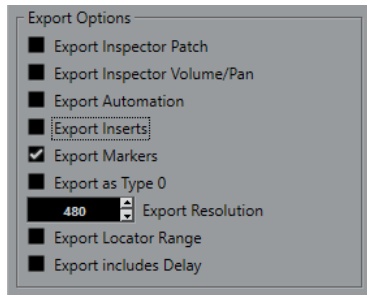 Export Options
Export Inspector Patch
Export Inspector Volume/Pan
Export Automation
Export Inserts
Export Markers
Export as Type 0
480 Export Resolution
Export Locator Range
Export includes Delay